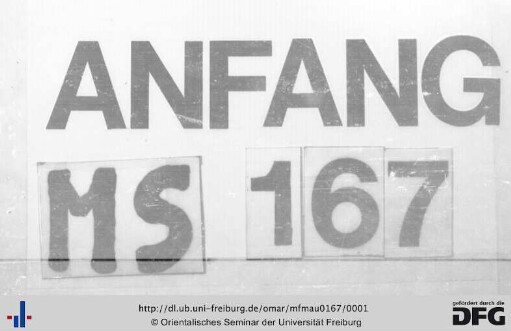 ANFANG
MS 167
http://dl.ub.uni-freiburg.de/omar/mfmau0167/0001
© Orientalisches Seminar der Universität Freiburg
gefördert durch die
DFG